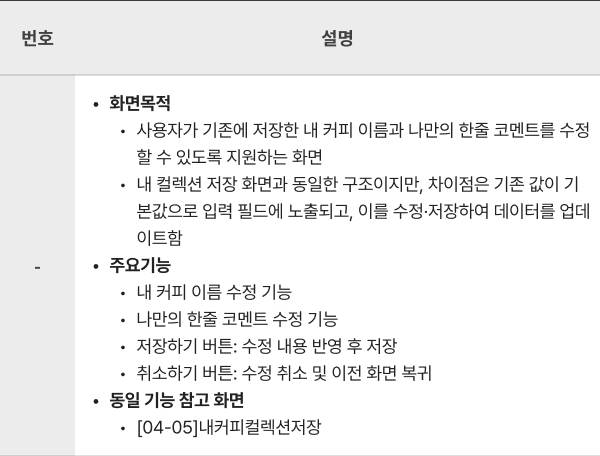 번호 설명
• 화면목적
• 사용자가 기존에 저장한 내 커피 이름과 나만의 한줄 코멘트를 수정
할 수 있도록 지원하는 화면
• 내 컬렉션 저장 화면과 동일한 구조이지만, 차이점은 기존 값이 기
본값으로 입력 필드에 노출되고, 이를 수정·저장하여 데이터를 업데
이트함
-
• 주요기능
• 내 커피 이름 수정 기능
• 나만의 한줄 코멘트 수정 기능
• 저장하기 버튼: 수정 내용 반영 후 저장
• 취소하기 버튼: 수정 취소 및 이전 화면 복귀
• 동일 기능 참고 화면
• [04-05]내커피컬렉션저장